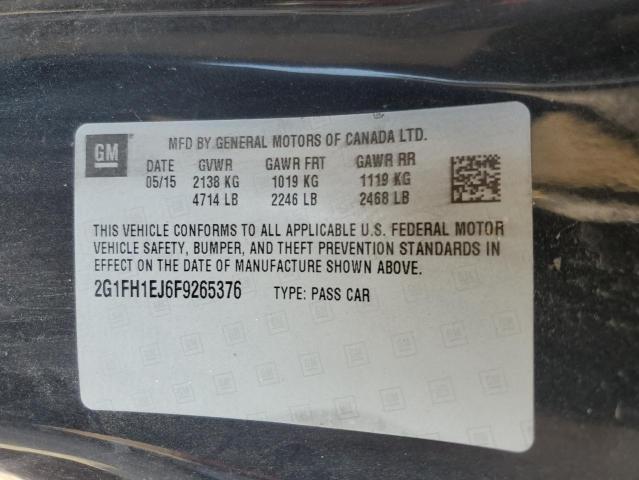 GM
MFD BY GENERAL MOTORS OF CANADA LTD.
DATE GVWR GAWR FRT GAWR RR
05/15 2138 KG 1019 KG 1119 KG
4714 LB 2246 LB 2468 LB
THIS VEHICLE CONFORMS TO ALL APPLICABLE U.S. FEDERAL MOTOR
VEHICLE SAFETY, BUMPER, AND THEFT PREVENTION STANDARDS IN
EFFECT ON THE DATE OF MANUFACTURE SHOWN ABOVE.
2G1FH1EJ6F9265376 TYPE: PASS CAR